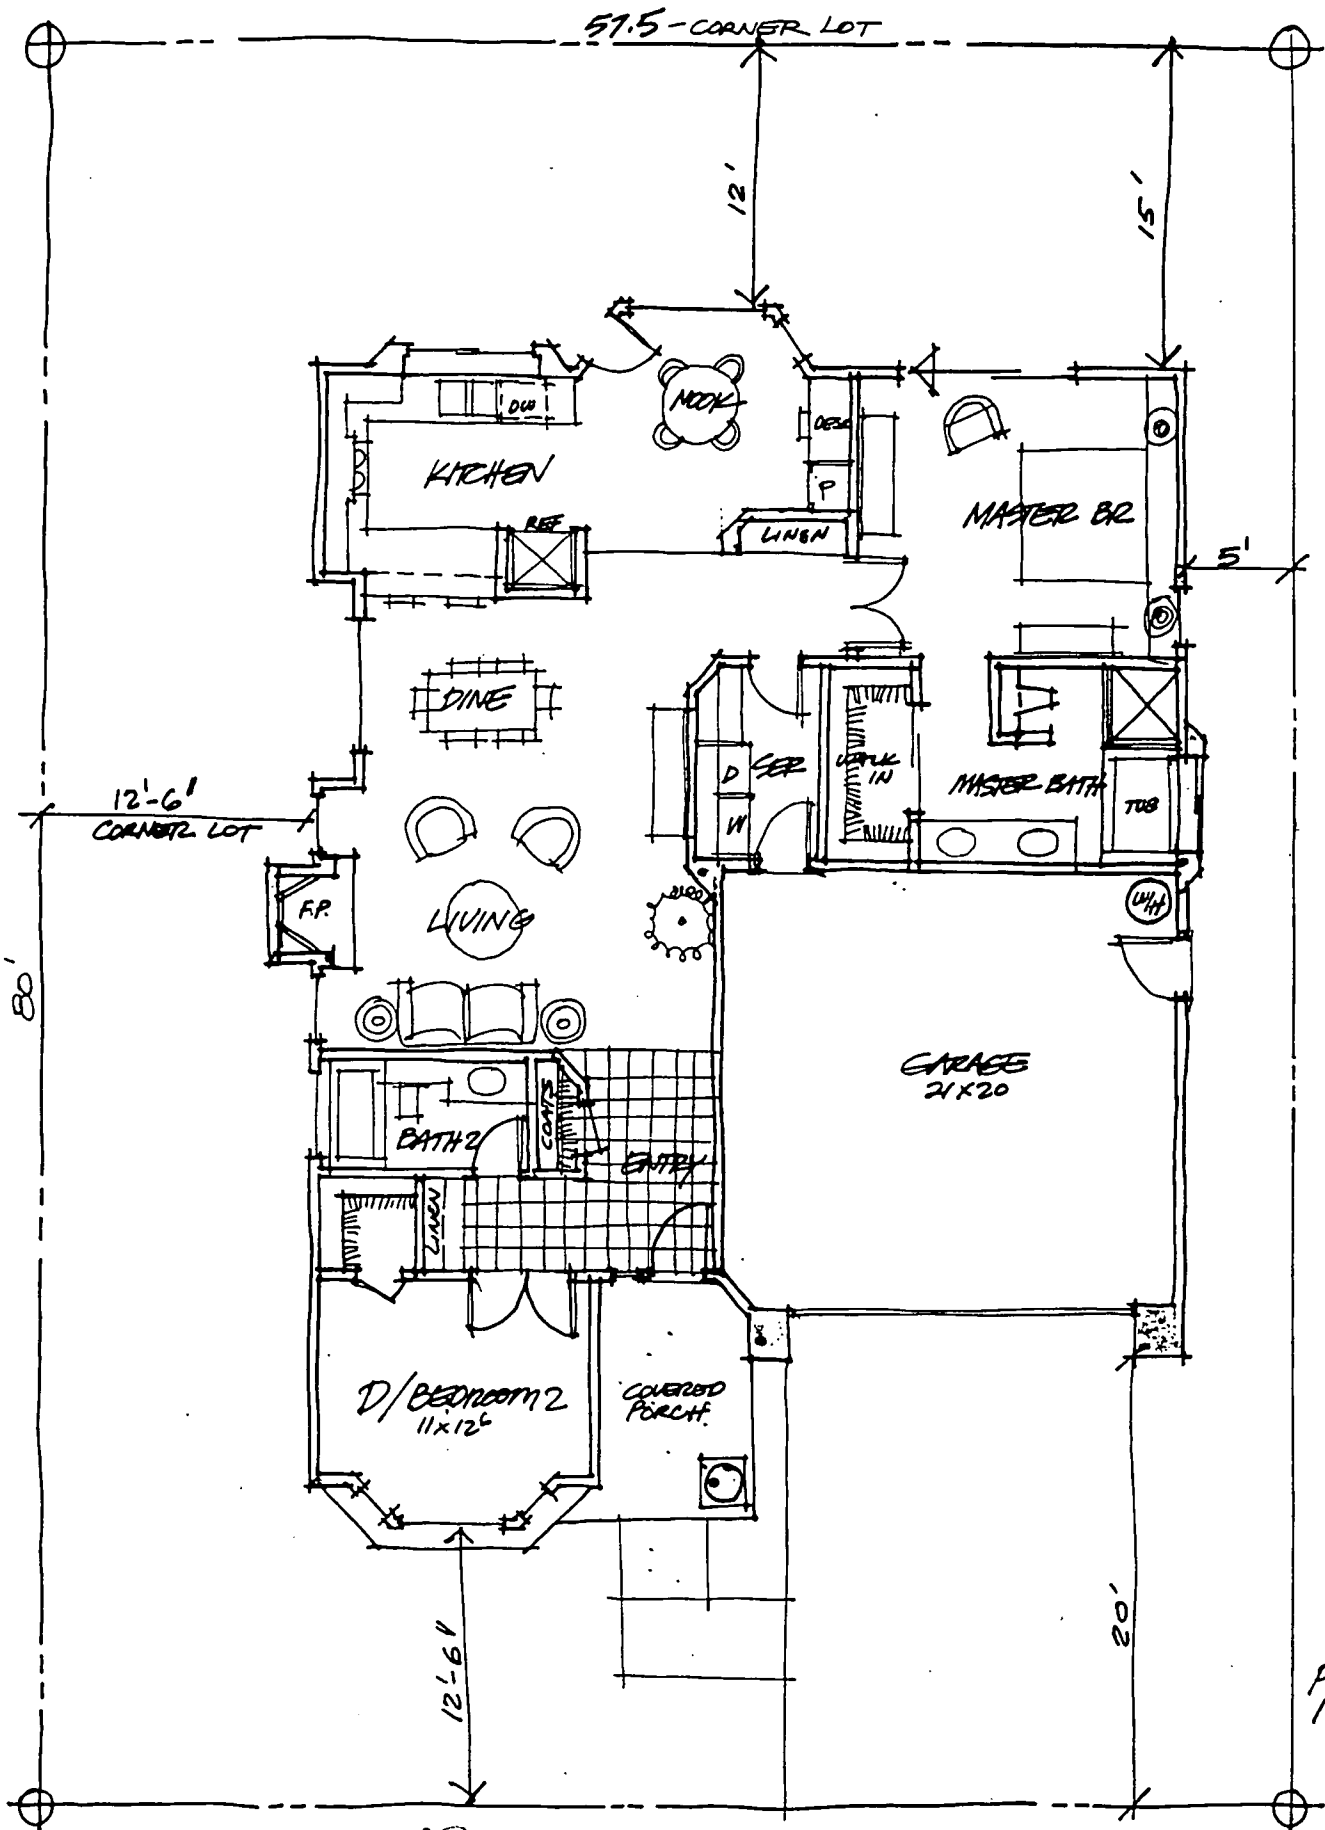 57.5 - CORNER LOT
12'
15'
DW
NOOK
DESK
KITCHEN
P
MASTER BR
REF
LINEN
5'
DINE
D
SER
WALK
IN
MASTER BATH
TUB
12'-6"
CORNER LOT
W
F.P.
LIVING
W/H
80'
GARAGE
21X20
COATS
BATH 2
ENTRY
LINEN
D/BEDROOM 2
11X12⁶
COVERED
PORCH.
12'-6"
20'